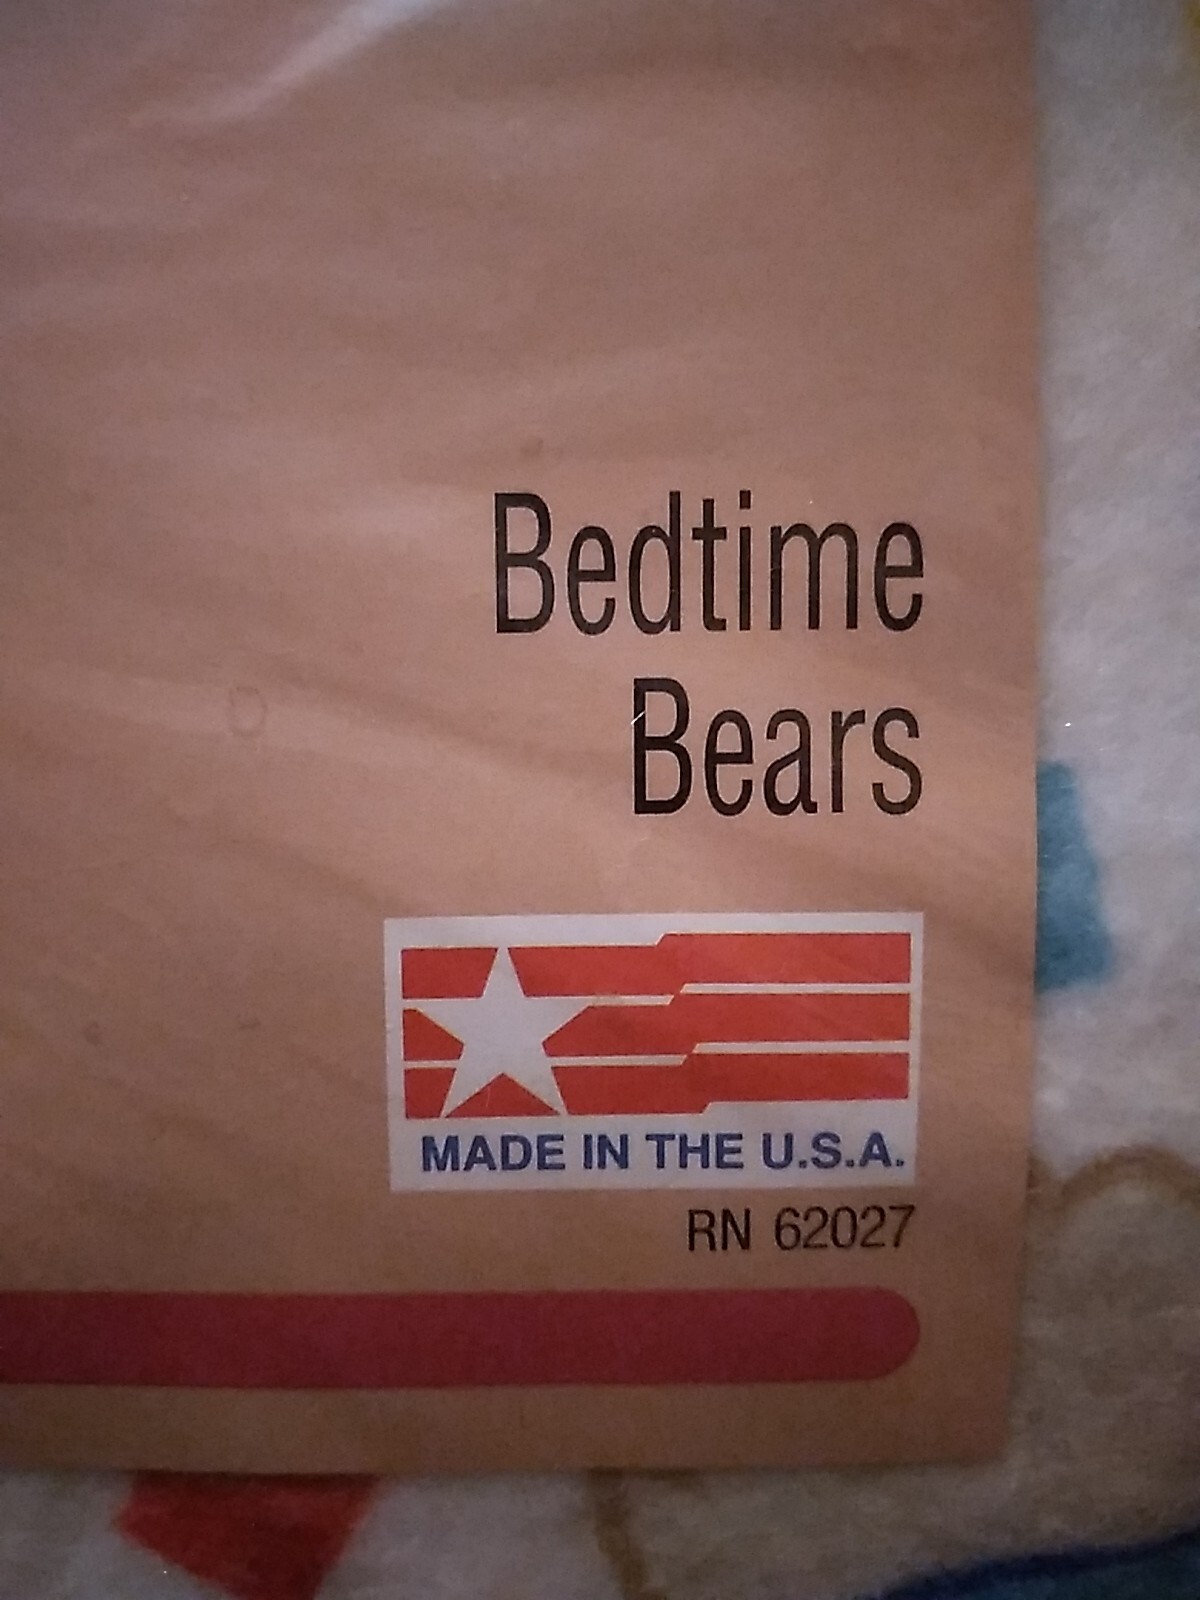 Bedtime
Bears
MADE IN THE U.S.A.
RN 62027